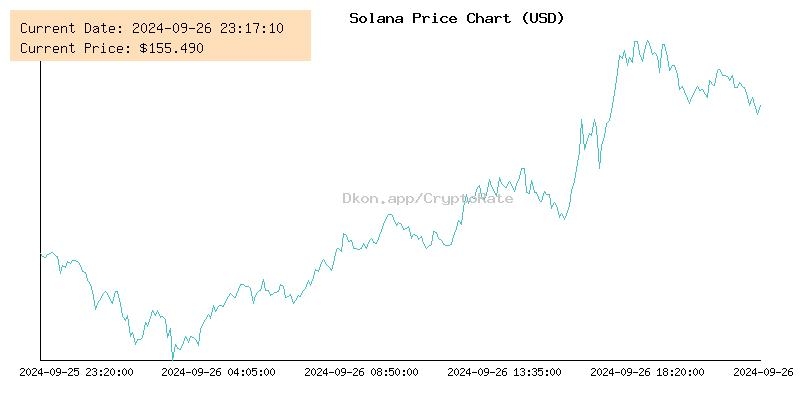 Solana Price Chart (USD)
Current Date: 2024-09-26 23:17:10
Current Price: $155.490
Dkon.app/CryptoRate
2024-09-25 23:20:00 2024-09-26 04:05:00 2024-09-26 08:50:00 2024-09-26 13:35:00 2024-09-26 18:20:00 2024-09-26